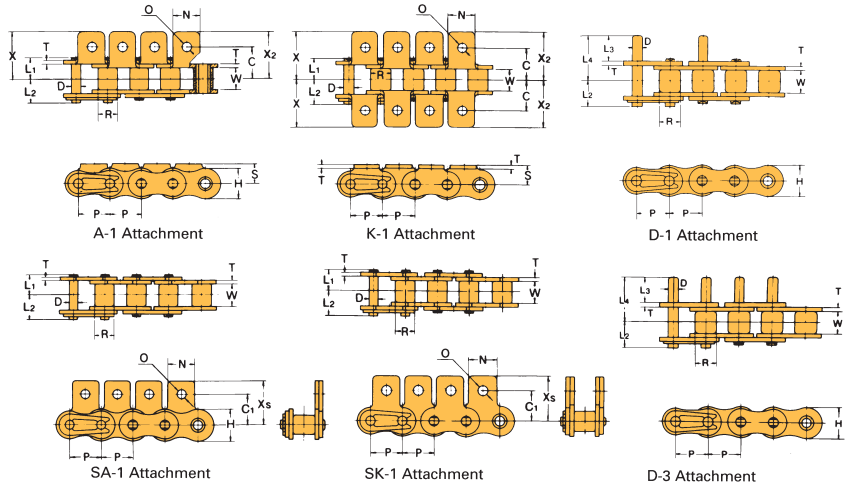 O N
X T L1 D L2 R C T W X2
S H P P
A-1 Attachment
O N
X L1 D L2 X R C C W X2 X2
T T S P P
K-1 Attachment
L4 L3 D T L2 R T W
H P P
D-1 Attachment
T L1 D L2 R T W
O N
C1 XS H P P
SA-1 Attachment
T L1 D L2 R T W
O N
C1 XS P P
SK-1 Attachment
L4 L3 D T L2 R T W
H P P
D-3 Attachment